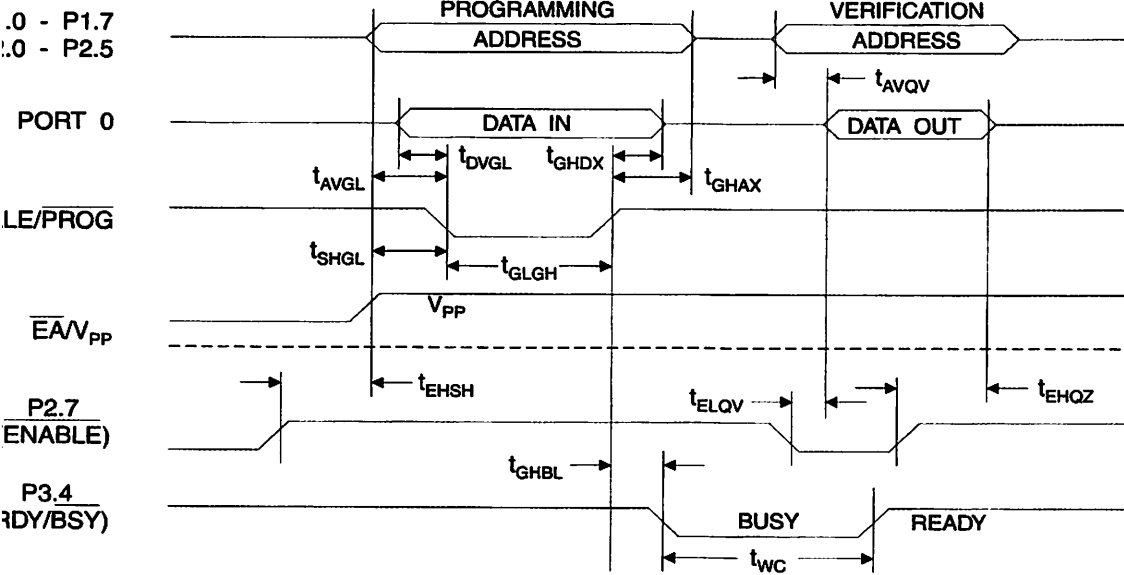 PROGRAMMING
VERIFICATION
.0 - P1.7
.0 - P2.5
ADDRESS
ADDRESS
tAVQV
PORT 0
DATA IN
DATA OUT
tDVGL
tGHDX
tAVGL
tGHAX
LE/PROG
tSHGL
tGLGH
VPP
EA/VPP
tEHSH
tELQV
tEHQZ
P2.7
ENABLE)
tGHBL
P3.4
RDY/BSY)
BUSY
READY
tWC